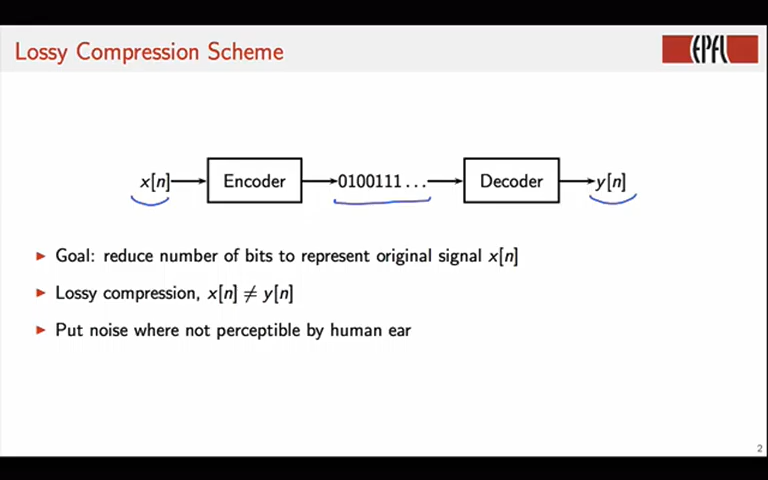 Lossy Compression Scheme
EPFL
x[n] Encoder 0100111... Decoder y[n]
▶ Goal: reduce number of bits to represent original signal x[n]
▶ Lossy compression, x[n] ≠ y[n]
▶ Put noise where not perceptible by human ear
2